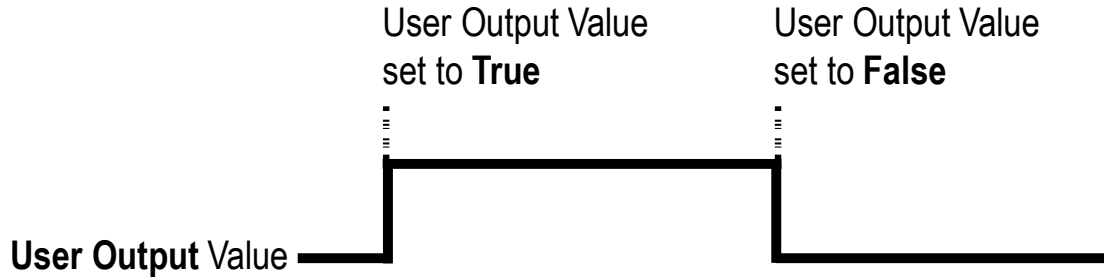 User Output Value
set to True
User Output Value
set to False
User Output Value